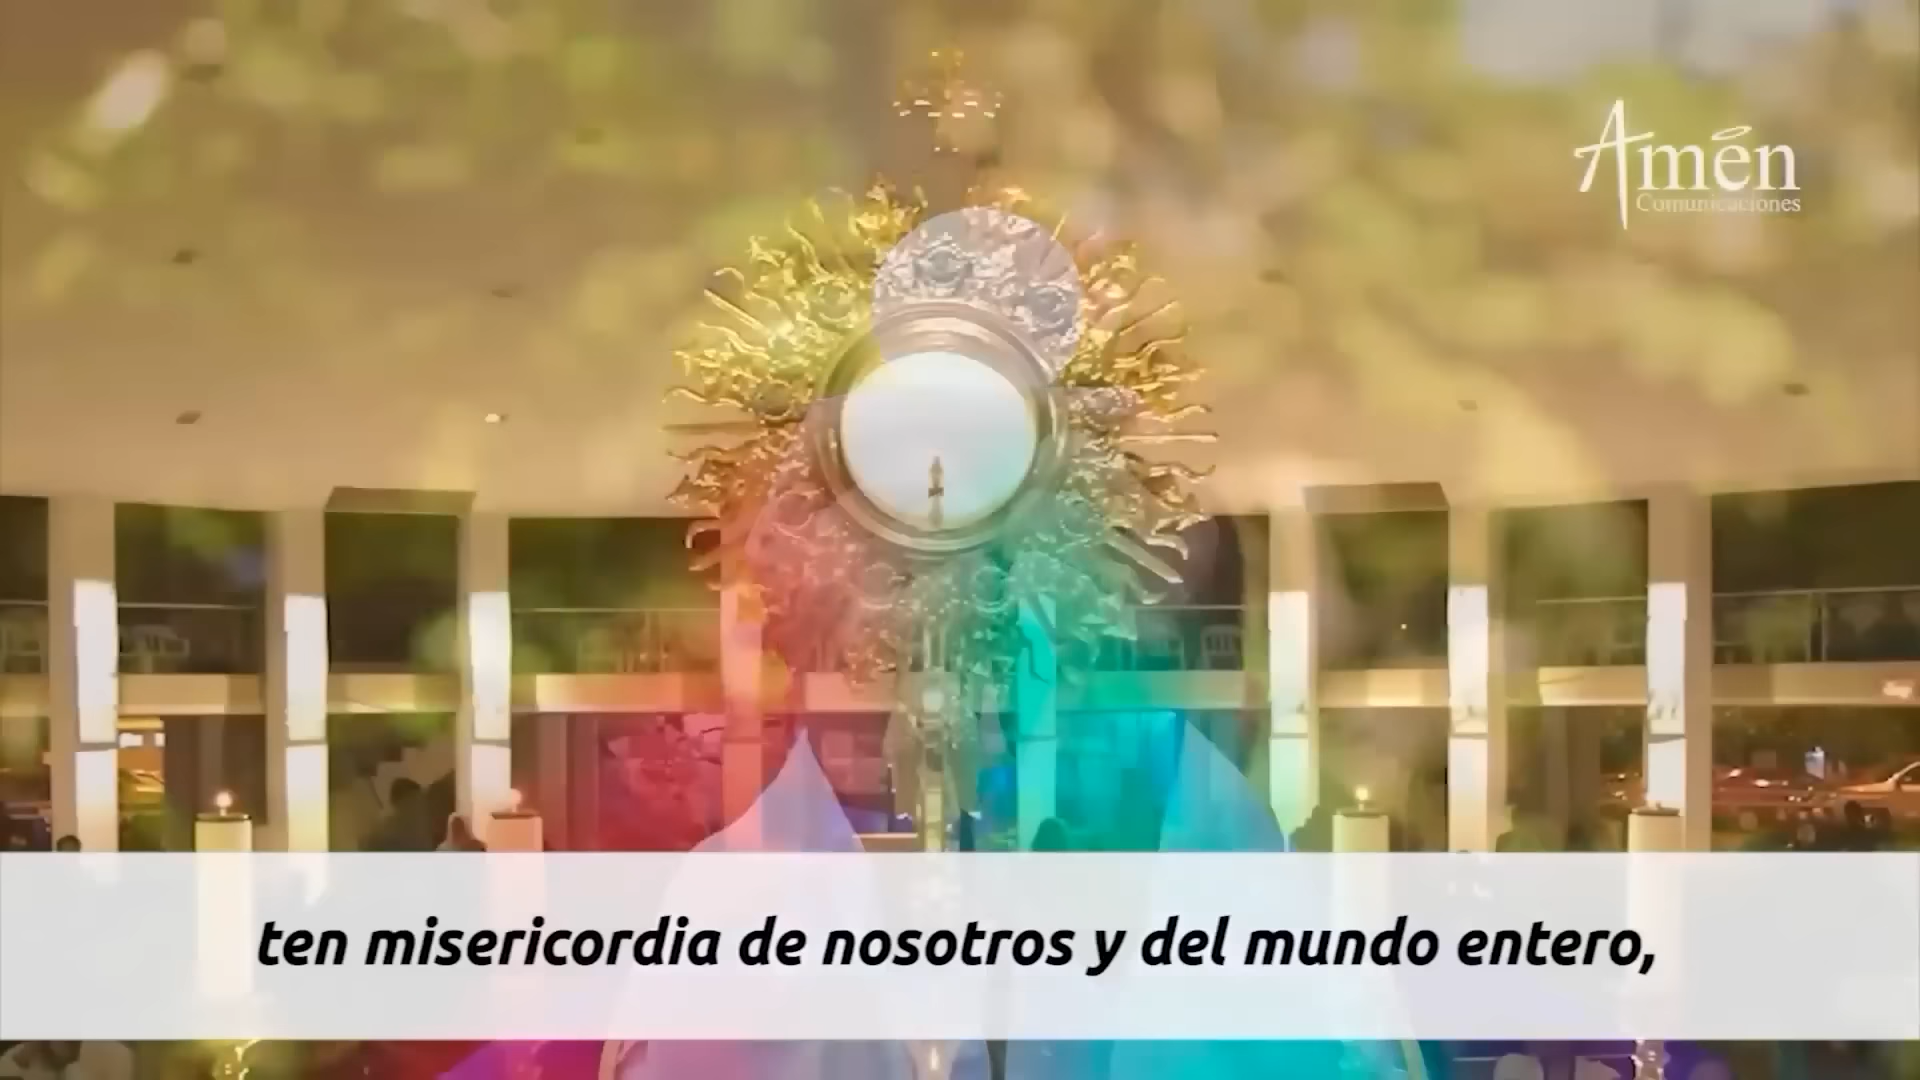 Amén
Comunicaciones
ten misericordia de nosotros y del mundo entero,